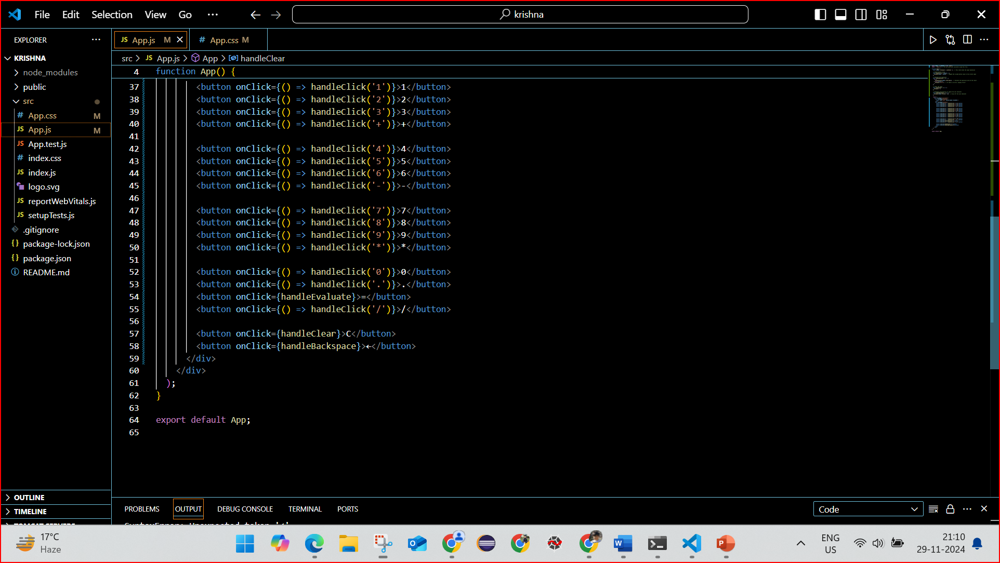 File Edit Selection View Go ···
krishna
EXPLORER ···
JS App.js M
# App.css M
KRISHNA
src > JS App.js > App > handleClear
node_modules
public
src
# App.css M
JS App.js M
JS App.test.js
# index.css
JS index.js
logo.svg
JS reportWebVitals.js
JS setupTests.js
.gitignore
{} package-lock.json
{} package.json
README.md
4 function App() {
37 <button onClick={() => handleClick('1')}>1</button>
38 <button onClick={() => handleClick('2')}>2</button>
39 <button onClick={() => handleClick('3')}>3</button>
40 <button onClick={() => handleClick('+')}>+</button>
41
42 <button onClick={() => handleClick('4')}>4</button>
43 <button onClick={() => handleClick('5')}>5</button>
44 <button onClick={() => handleClick('6')}>6</button>
45 <button onClick={() => handleClick('-')}>-</button>
46
47 <button onClick={() => handleClick('7')}>7</button>
48 <button onClick={() => handleClick('8')}>8</button>
49 <button onClick={() => handleClick('9')}>9</button>
50 <button onClick={() => handleClick('*')}>*</button>
51
52 <button onClick={() => handleClick('0')}>0</button>
53 <button onClick={() => handleClick('.')}>.</button>
54 <button onClick={handleEvaluate}>=</button>
55 <button onClick={() => handleClick('/')}>/</button>
56
57 <button onClick={handleClear}>C</button>
58 <button onClick={handleBackspace}>←</button>
59 </div>
60 </div>
61 );
62 }
63
64 export default App;
65
OUTLINE
TIMELINE
PROBLEMS OUTPUT DEBUG CONSOLE TERMINAL PORTS
Code
17°C
Haze
ENG
US
21:10
29-11-2024